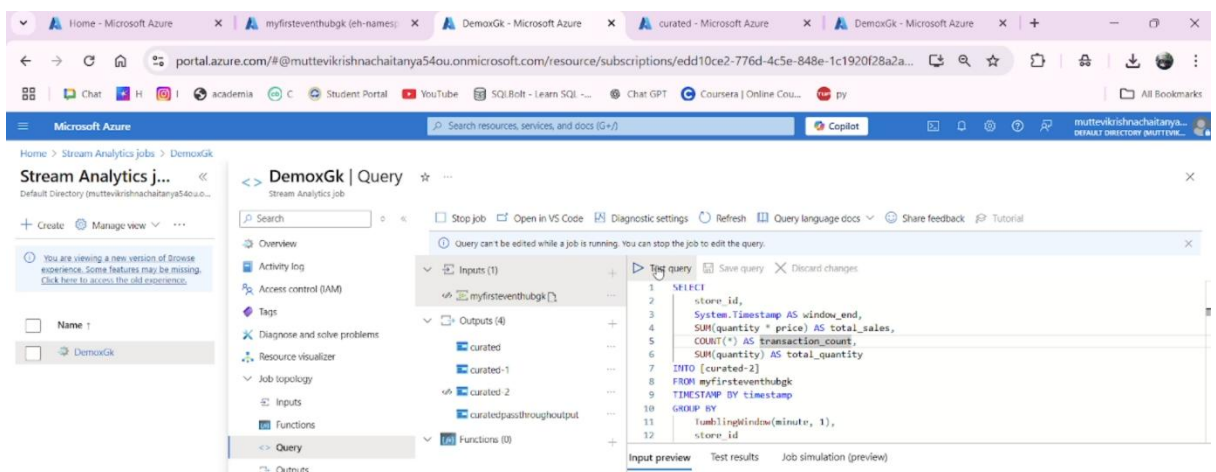 Home - Microsoft Azure
myfirsteventhubgk (eh-namesp
DemoxGk - Microsoft Azure
curated - Microsoft Azure
DemoxGk - Microsoft Azure
portal.azure.com/#@muttevikrishnachaitanya54ou.onmicrosoft.com/resource/subscriptions/edd10ce2-776d-4c5e-848e-1c1920f28a2a...
Chat H I academia C Student Portal YouTube SQLBolt - Learn SQL -... Chat GPT Coursera | Online Cou... py All Bookmarks
Microsoft Azure
Search resources, services, and docs (G+/)
Copilot
muttevikrishnachaitanya...
DEFAULT DIRECTORY (MUTTEVIK...
Home > Stream Analytics jobs > DemoxGk
Stream Analytics j... «
Default Directory (muttevikrishnachaitanya54ou.o...
+ Create Manage view ...
You are viewing a new version of Browse
experience. Some features may be missing.
Click here to access the old experience.
Name ↑
DemoxGk
<> DemoxGk | Query ☆ ...
Stream Analytics job
Search
Overview
Activity log
Access control (IAM)
Tags
Diagnose and solve problems
Resource visualizer
Job topology
Inputs
Functions
<> Query
Outputs
Stop job Open in VS Code Diagnostic settings Refresh Query language docs Share feedback Tutorial
Query can't be edited while a job is running. You can stop the job to edit the query.
Inputs (1)
myfirsteventhubgk
Outputs (4)
curated
curated-1
curated-2
curatedpassthroughoutput
Functions (0)
Test query Save query Discard changes
1 SELECT
2 store_id,
3 System.Timestamp AS window_end,
4 SUM(quantity * price) AS total_sales,
5 COUNT(*) AS transaction_count,
6 SUM(quantity) AS total_quantity
7 INTO [curated-2]
8 FROM myfirsteventhubgk
9 TIMESTAMP BY timestamp
10 GROUP BY
11 TumblingWindow(minute, 1),
12 store_id
Input preview Test results Job simulation (preview)